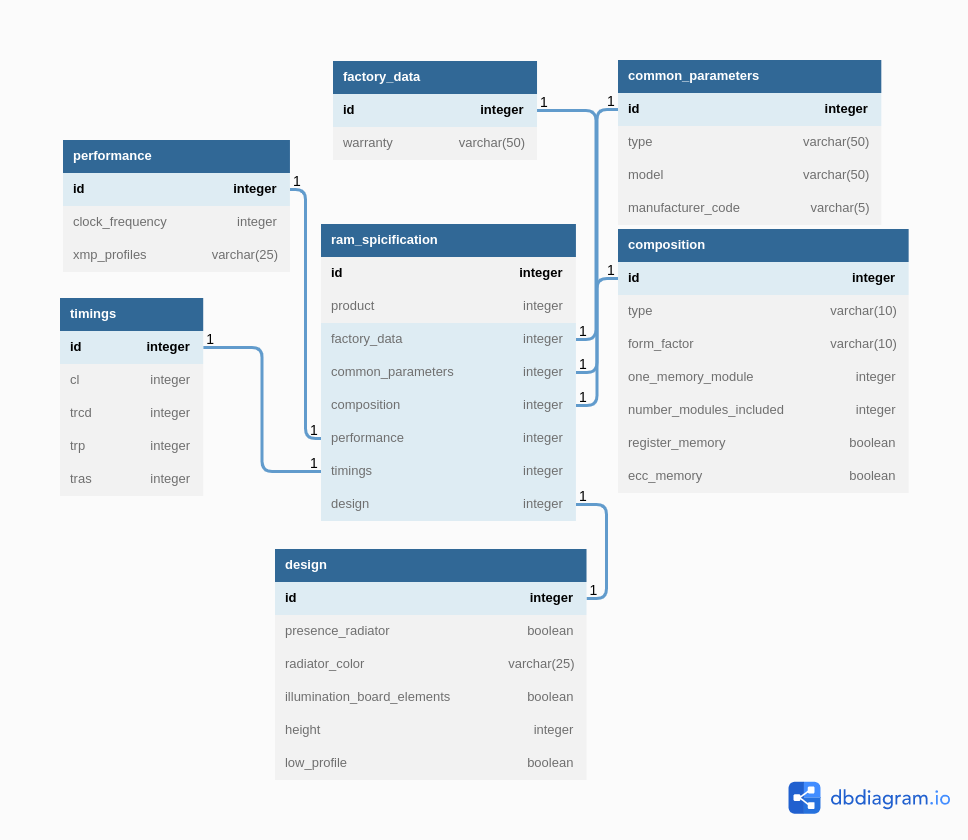 factory_data
id integer
warranty varchar(50)
1
common_parameters
1
id integer
type varchar(50)
model varchar(50)
manufacturer_code varchar(5)
performance
id integer
1
clock_frequency integer
xmp_profiles varchar(25)
ram_spicification
id integer
product integer
factory_data integer
1
common_parameters integer
1
composition integer
1
1
performance integer
1
timings integer
design integer
1
composition
1
id integer
type varchar(10)
form_factor varchar(10)
one_memory_module integer
number_modules_included integer
register_memory boolean
ecc_memory boolean
timings
id integer
1
cl integer
trcd integer
trp integer
tras integer
design
id integer
1
presence_radiator boolean
radiator_color varchar(25)
illumination_board_elements boolean
height integer
low_profile boolean
dbdiagram.io